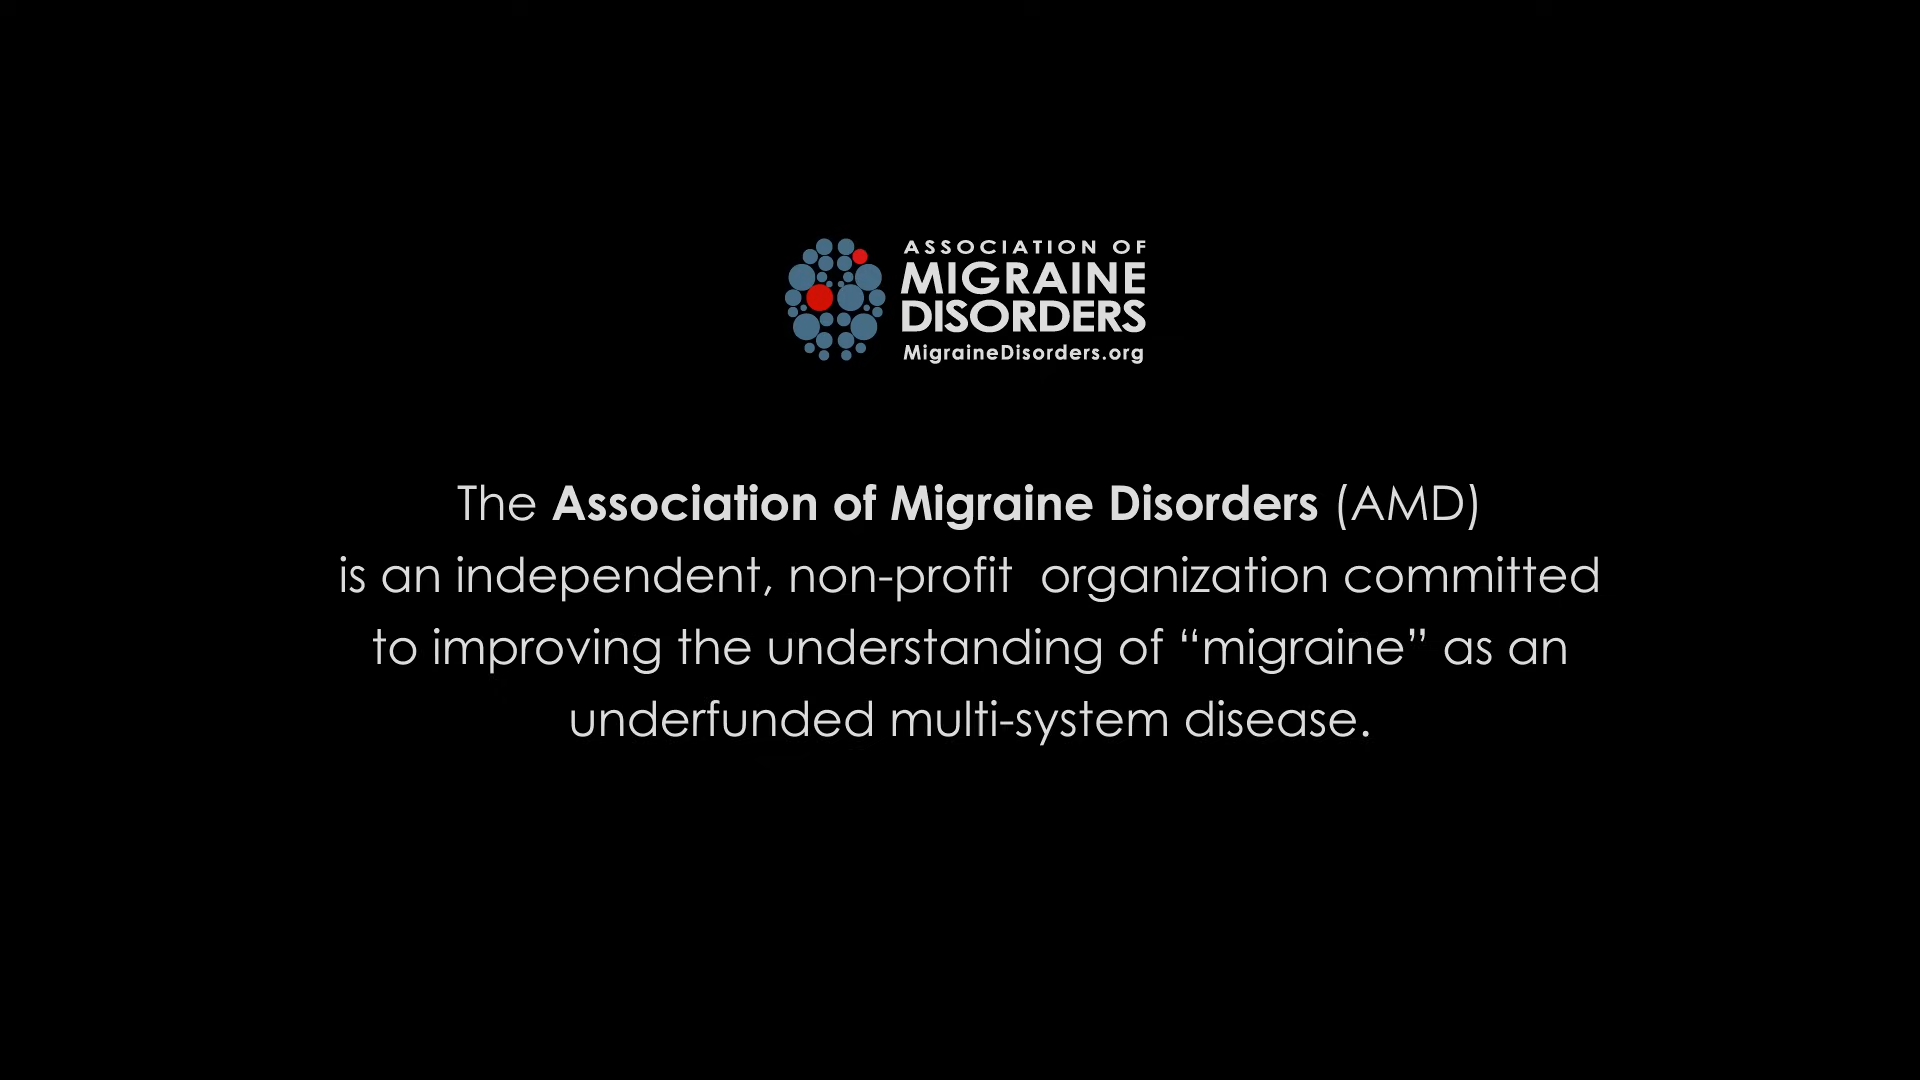 ASSOCIATION OF
MIGRAINE
DISORDERS
MigraineDisorders.org
The Association of Migraine Disorders (AMD)
is an independent, non-profit  organization committed
to improving the understanding of “migraine” as an
underfunded multi-system disease.